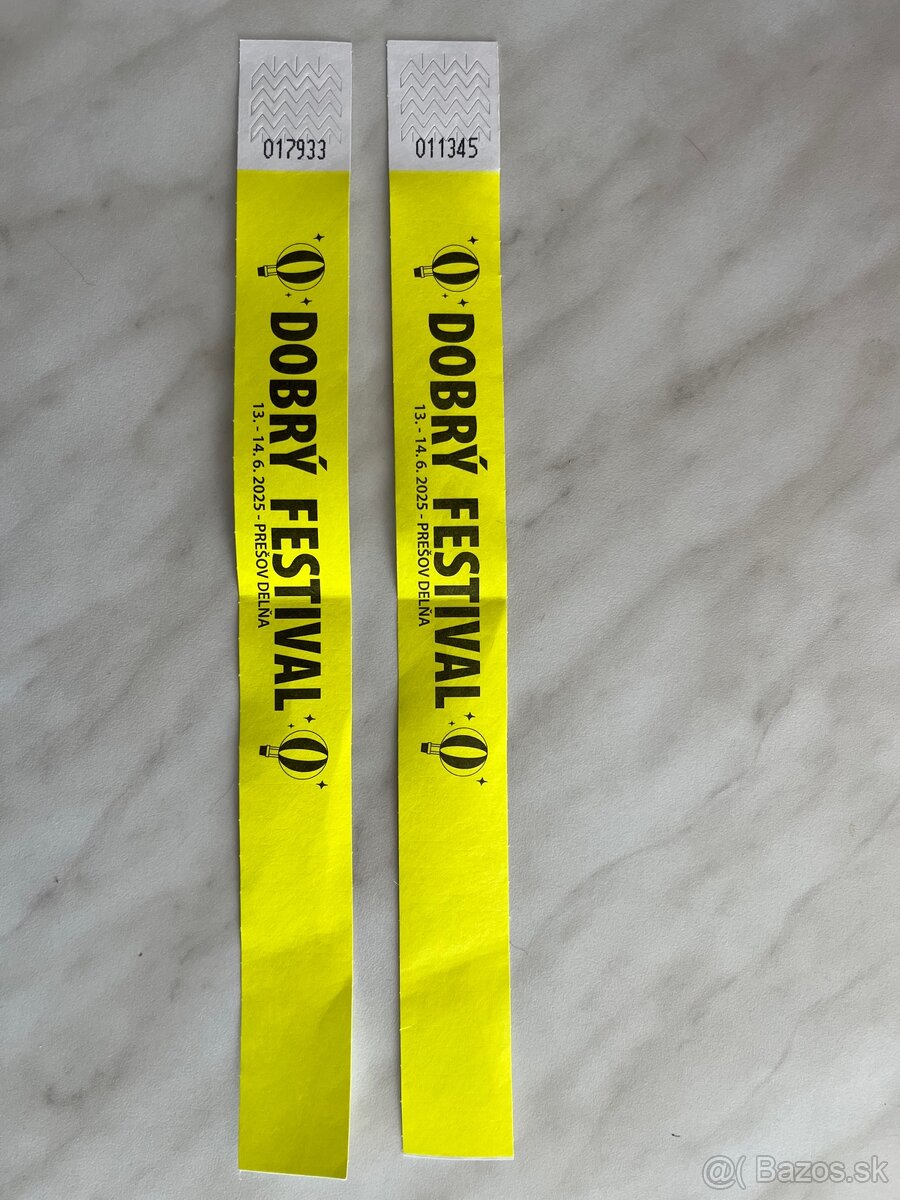 017933
DOBRÝ FESTIVAL
13. - 14. 6. 2025 - PREŠOV DELŇA
011345
DOBRÝ FESTIVAL
13. - 14. 6. 2025 - PREŠOV DELŇA
@( Bazos.sk